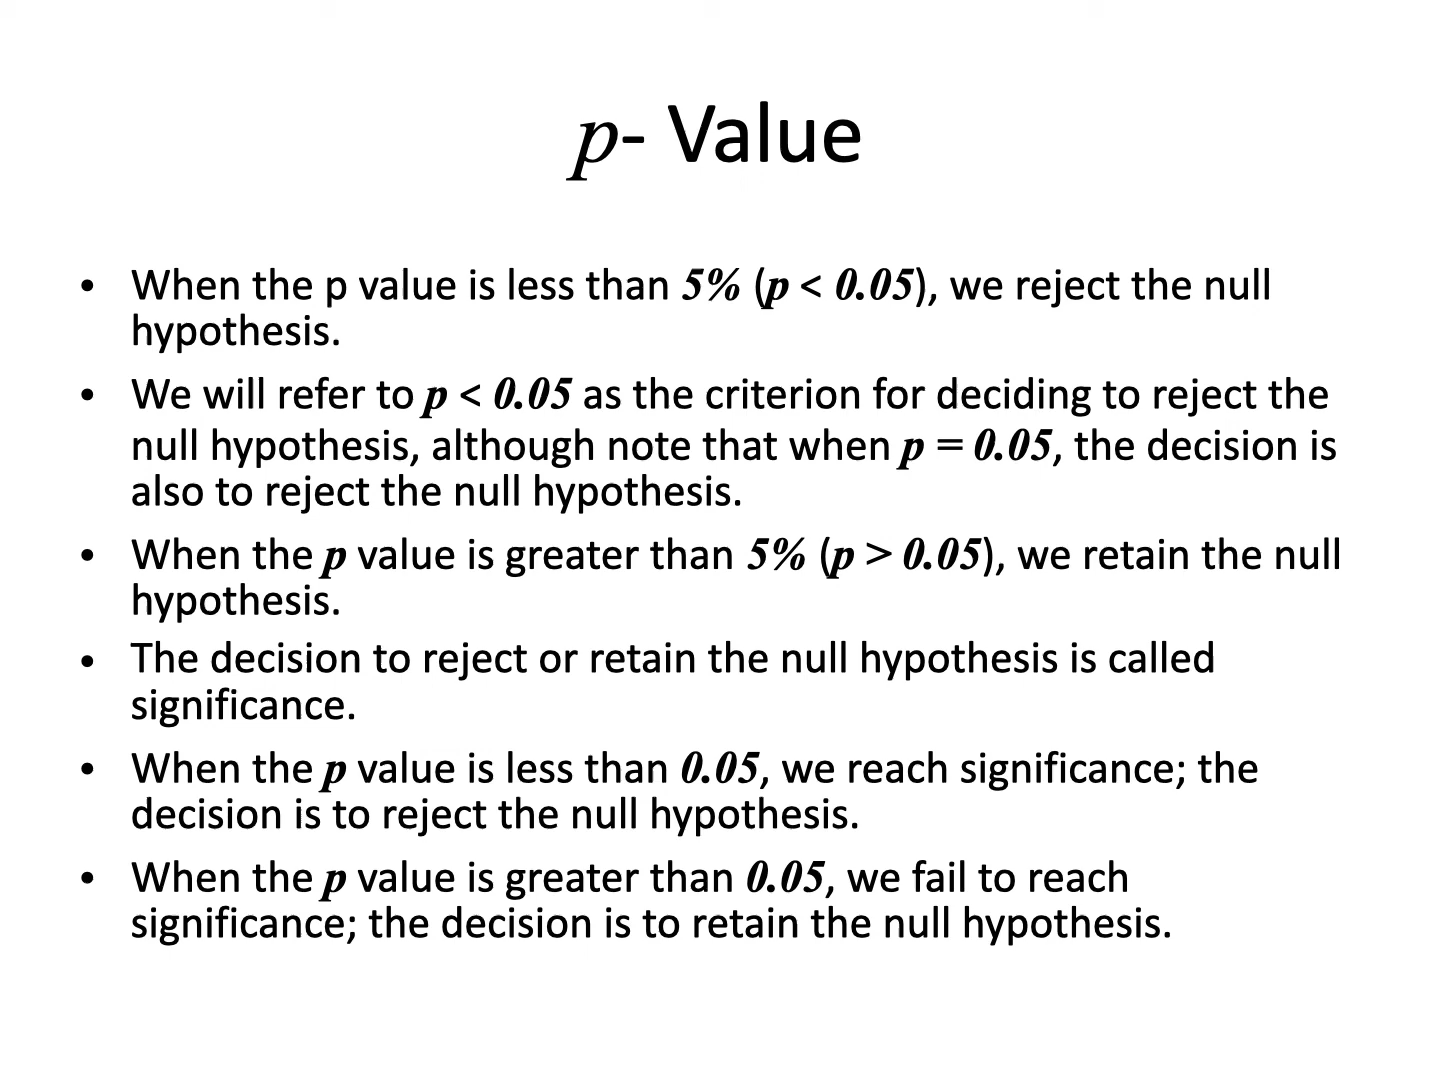 p- Value
• When the p value is less than 5% (p < 0.05), we reject the null
hypothesis.
• We will refer to p < 0.05 as the criterion for deciding to reject the
null hypothesis, although note that when p = 0.05, the decision is
also to reject the null hypothesis.
• When the p value is greater than 5% (p > 0.05), we retain the null
hypothesis.
• The decision to reject or retain the null hypothesis is called
significance.
• When the p value is less than 0.05, we reach significance; the
decision is to reject the null hypothesis.
• When the p value is greater than 0.05, we fail to reach
significance; the decision is to retain the null hypothesis.